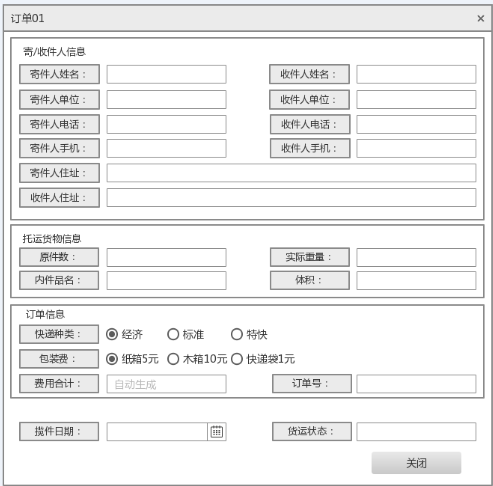 订单01 ×
寄/收件人信息
寄件人姓名： 收件人姓名：
寄件人单位： 收件人单位：
寄件人电话： 收件人电话：
寄件人手机： 收件人手机：
寄件人住址：
收件人住址：
托运货物信息
原件数： 实际重量：
内件品名： 体积：
订单信息
快递种类： 经济 标准 特快
包装费： 纸箱5元 木箱10元 快递袋1元
费用合计： 自动生成 订单号：
揽件日期： 货运状态：
关闭